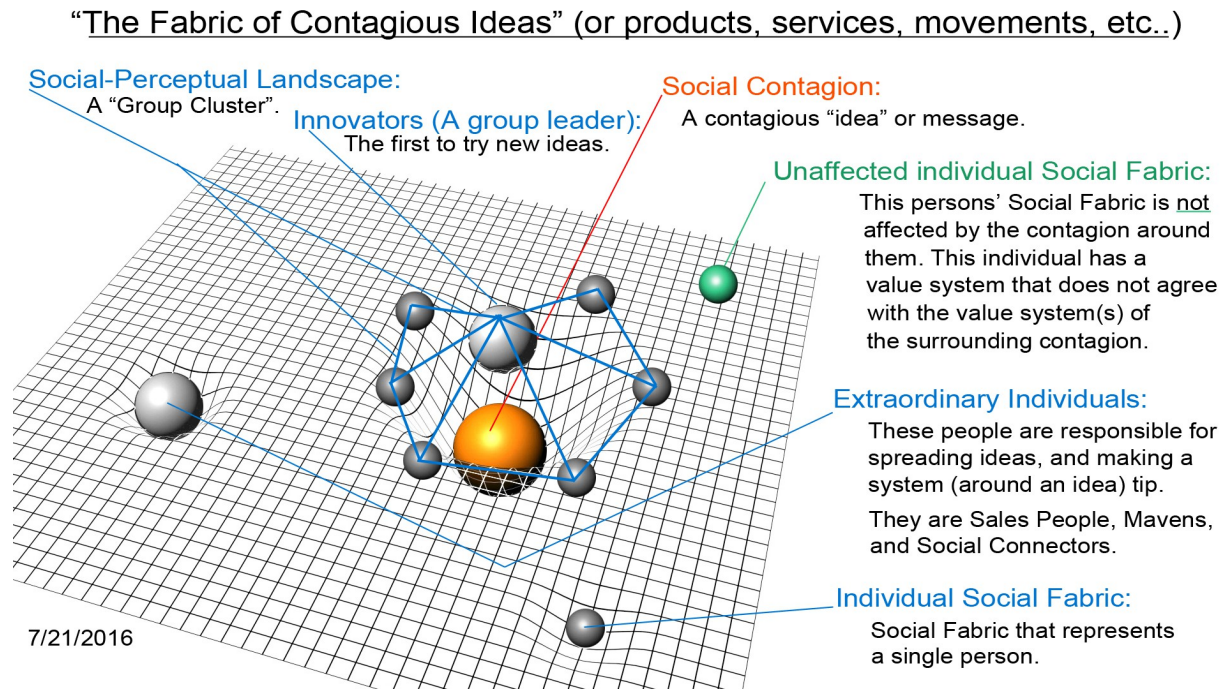 “The Fabric of Contagious Ideas” (or products, services, movements, etc..)
Social-Perceptual Landscape:
A “Group Cluster”.
Innovators (A group leader):
The first to try new ideas.
Social Contagion:
A contagious “idea” or message.
Unaffected individual Social Fabric:
This persons’ Social Fabric is not
affected by the contagion around
them. This individual has a
value system that does not agree
with the value system(s) of
the surrounding contagion.
Extraordinary Individuals:
These people are responsible for
spreading ideas, and making a
system (around an idea) tip.
They are Sales People, Mavens,
and Social Connectors.
Individual Social Fabric:
Social Fabric that represents
a single person.
7/21/2016